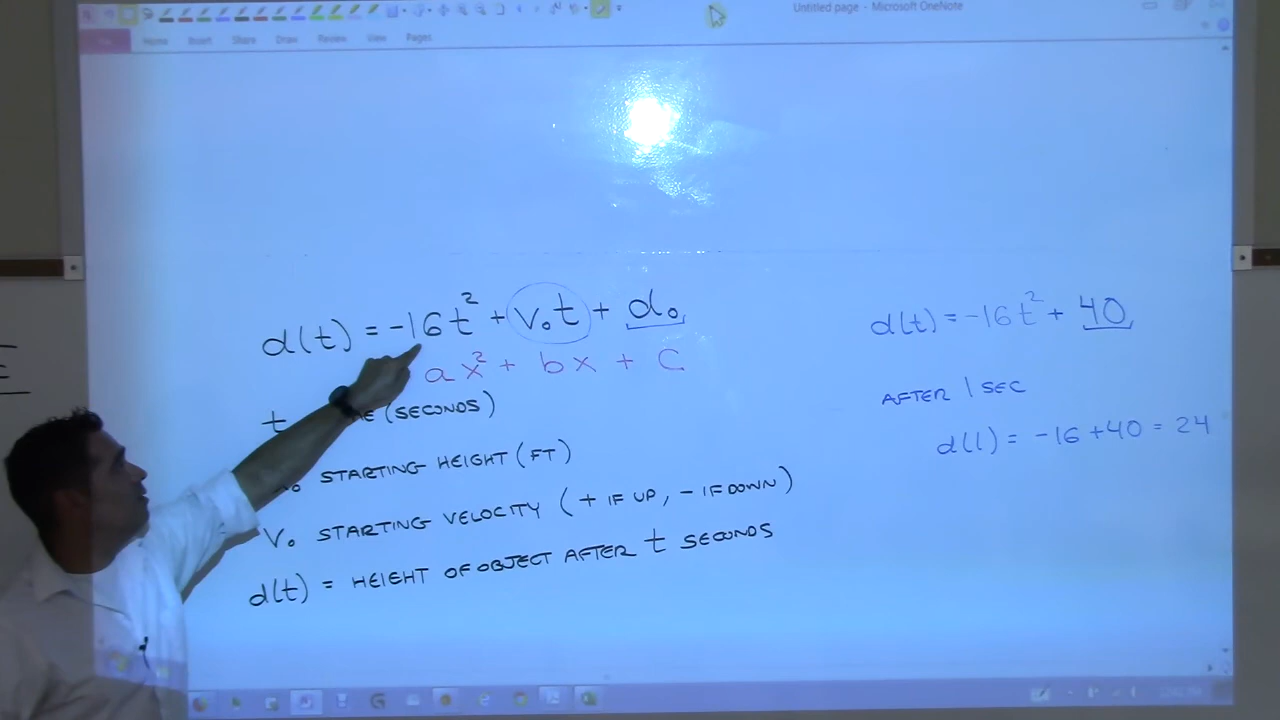 Untitled page - Microsoft OneNote
Home Insert Share Draw Review View Pages
d(t) = -16t² + v₀t + d₀
ax² + bx + c
t (SECONDS)
STARTING HEIGHT (FT)
V₀ STARTING VELOCITY (+ IF UP, - IF DOWN)
d(t) = HEIGHT OF OBJECT AFTER t SECONDS
d(t) = -16t² + 40
AFTER 1 SEC
d(1) = -16 + 40 = 24